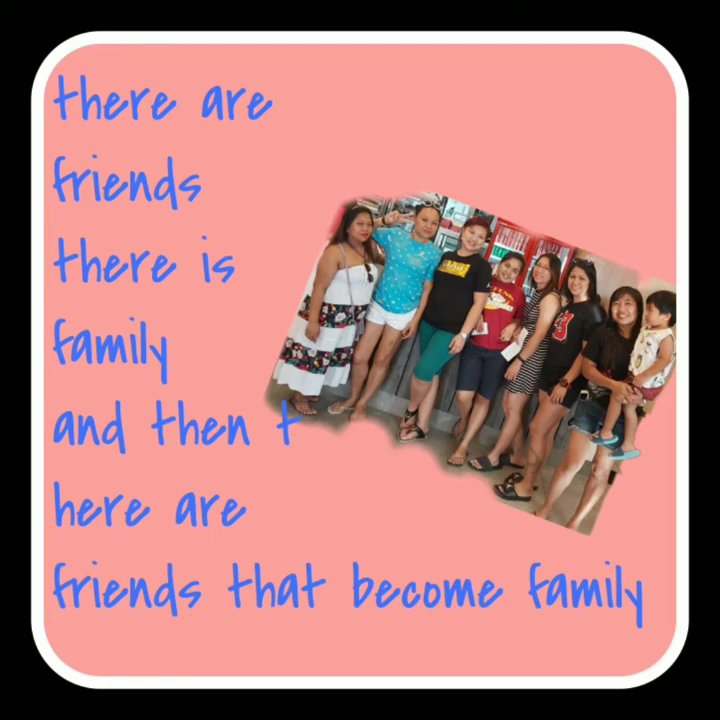 there are
friends
there is
family
and then t
here are
friends that become family